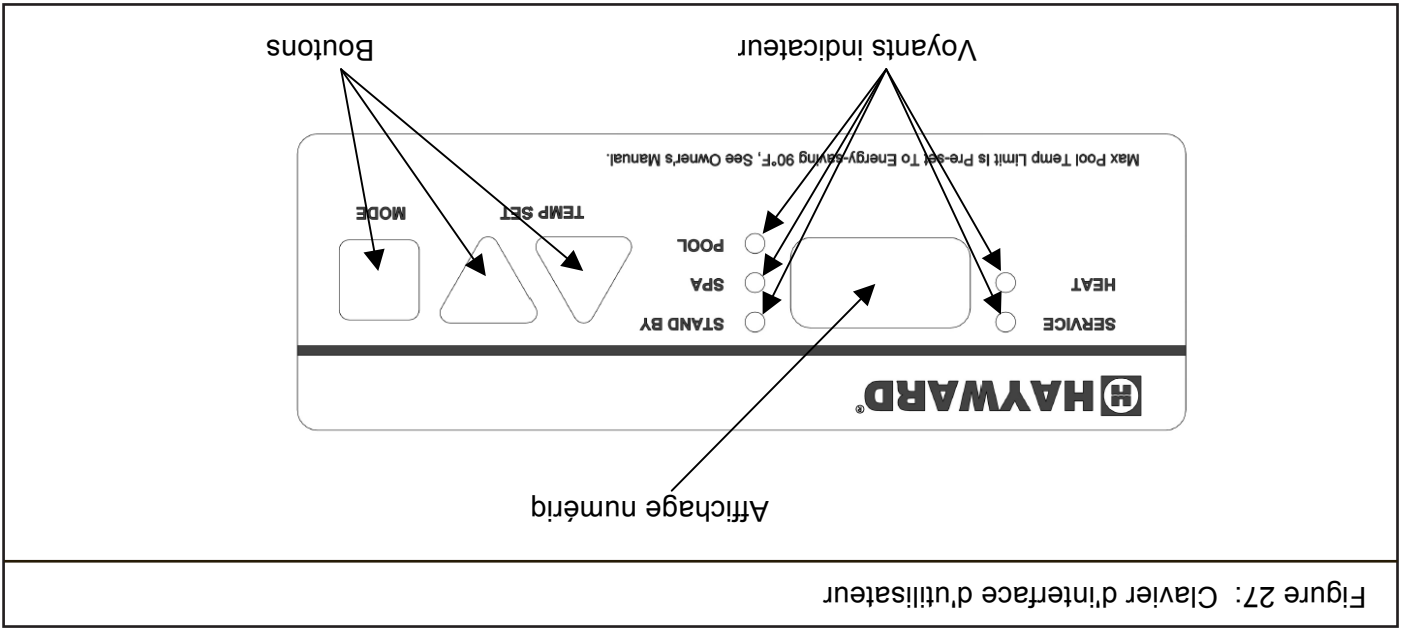 Figure 27: Clavier d'interface d'utilisateur
Affichage numériq
HAYWARD®
SERVICE
HEAT
STAND BY
SPA
POOL
TEMP SET
MODE
Max Pool Temp Limit Is Pre-set To Energy-saving 90°F, See Owner's Manual.
Voyants indicateur
Boutons